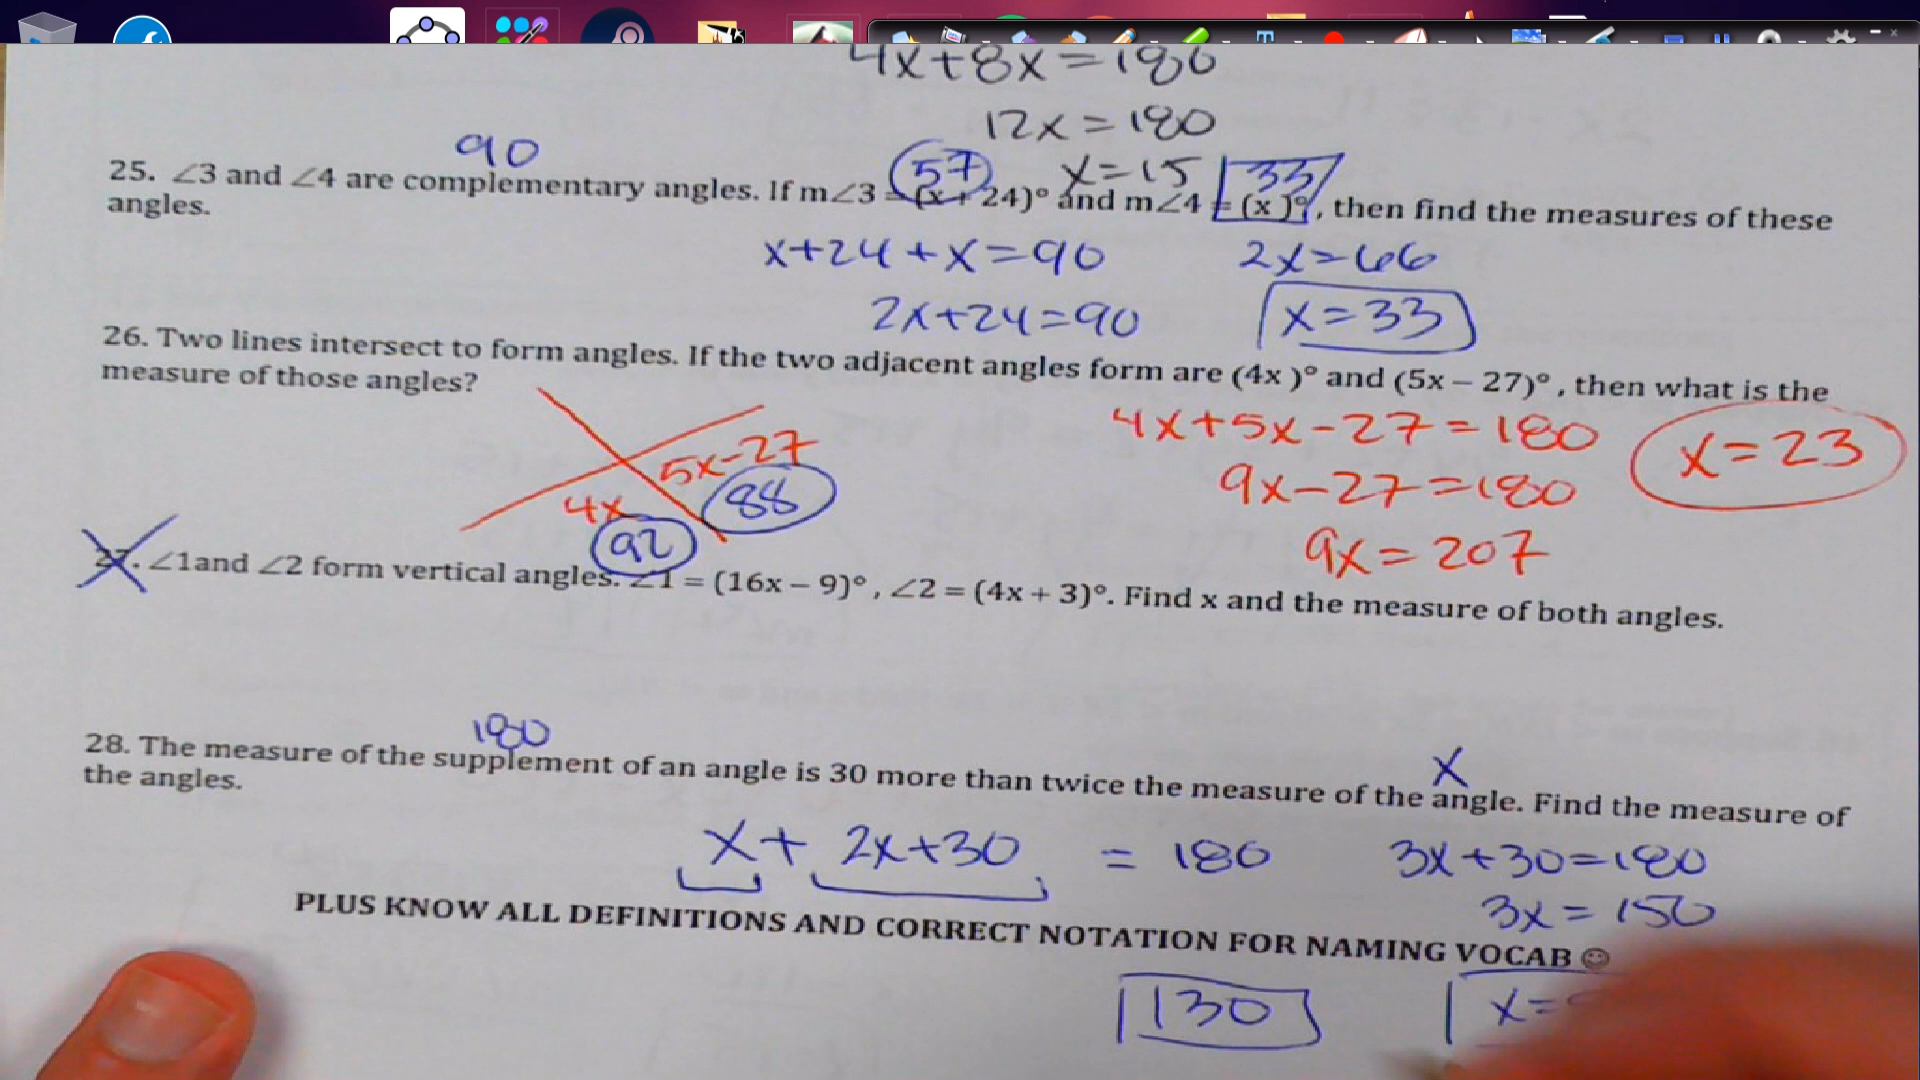 4x+8x=180
12x=180
x=15
90
57
33
25. ∠3 and ∠4 are complementary angles. If m∠3 = (x + 24)° and m∠4 = (x )°, then find the measures of these
angles.
x+24+x=90
2x=66
2x+24=90
x=33
26. Two lines intersect to form angles. If the two adjacent angles form are (4x )° and (5x – 27)° , then what is the
measure of those angles?
4x+5x-27=180
x=23
5x-27
9x-27=180
88
4x
92
9x=207
27. ∠1and ∠2 form vertical angles. ∠1 = (16x – 9)° , ∠2 = (4x + 3)°. Find x and the measure of both angles.
180
x
28. The measure of the supplement of an angle is 30 more than twice the measure of the angle. Find the measure of
the angles.
x+ 2x+30 = 180
3x+30=180
3x=150
PLUS KNOW ALL DEFINITIONS AND CORRECT NOTATION FOR NAMING VOCAB ☺
130
x=